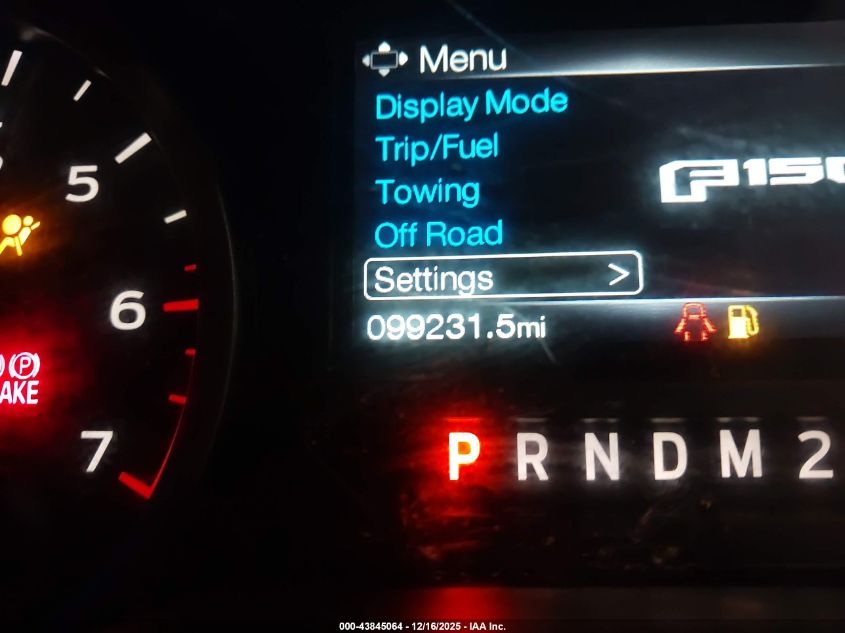 Menu
Display Mode
Trip/Fuel
Towing
Off Road
Settings >
099231.5mi
5
6
7
P
AKE
P R N D M 2
000-43845064 - 12/16/2025 - IAA Inc.